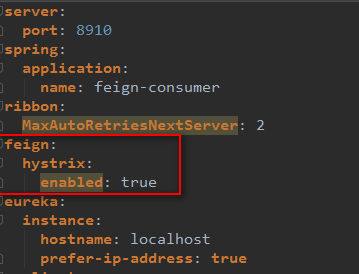 server:
port: 8910
spring:
application:
name: feign-consumer
ribbon:
MaxAutoRetriesNextServer: 2
feign:
hystrix:
enabled: true
eureka:
instance:
hostname: localhost
prefer-ip-address: true